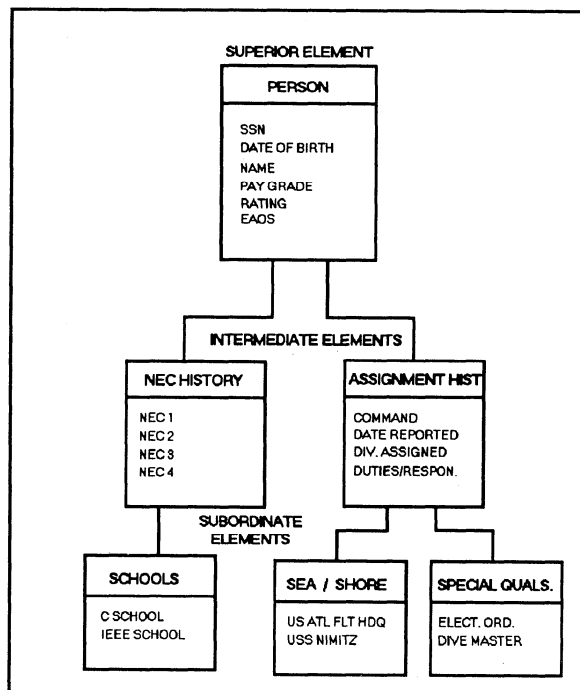 SUPERIOR ELEMENT
PERSON
SSN
DATE OF BIRTH
NAME
PAY GRADE
RATING
EAOS
INTERMEDIATE ELEMENTS
NEC HISTORY
NEC 1
NEC 2
NEC 3
NEC 4
ASSIGNMENT HIST
COMMAND
DATE REPORTED
DIV. ASSIGNED
DUTIES/RESPON.
SUBORDINATE
ELEMENTS
SCHOOLS
C SCHOOL
IEEE SCHOOL
SEA / SHORE
US ATL FLT HDQ
USS NIMITZ
SPECIAL QUALS.
ELECT. ORD.
DIVE MASTER